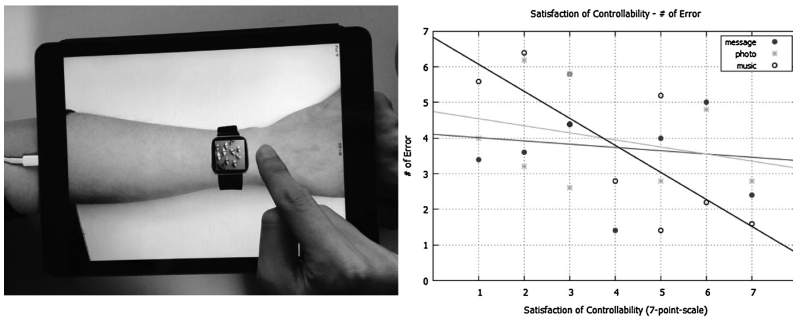 Satisfaction of Controllability - # of Error
message
photo
music
# of Error
7
6
5
4
3
2
1
0
1
2
3
4
5
6
7
Satisfaction of Controllability (7-point-scale)